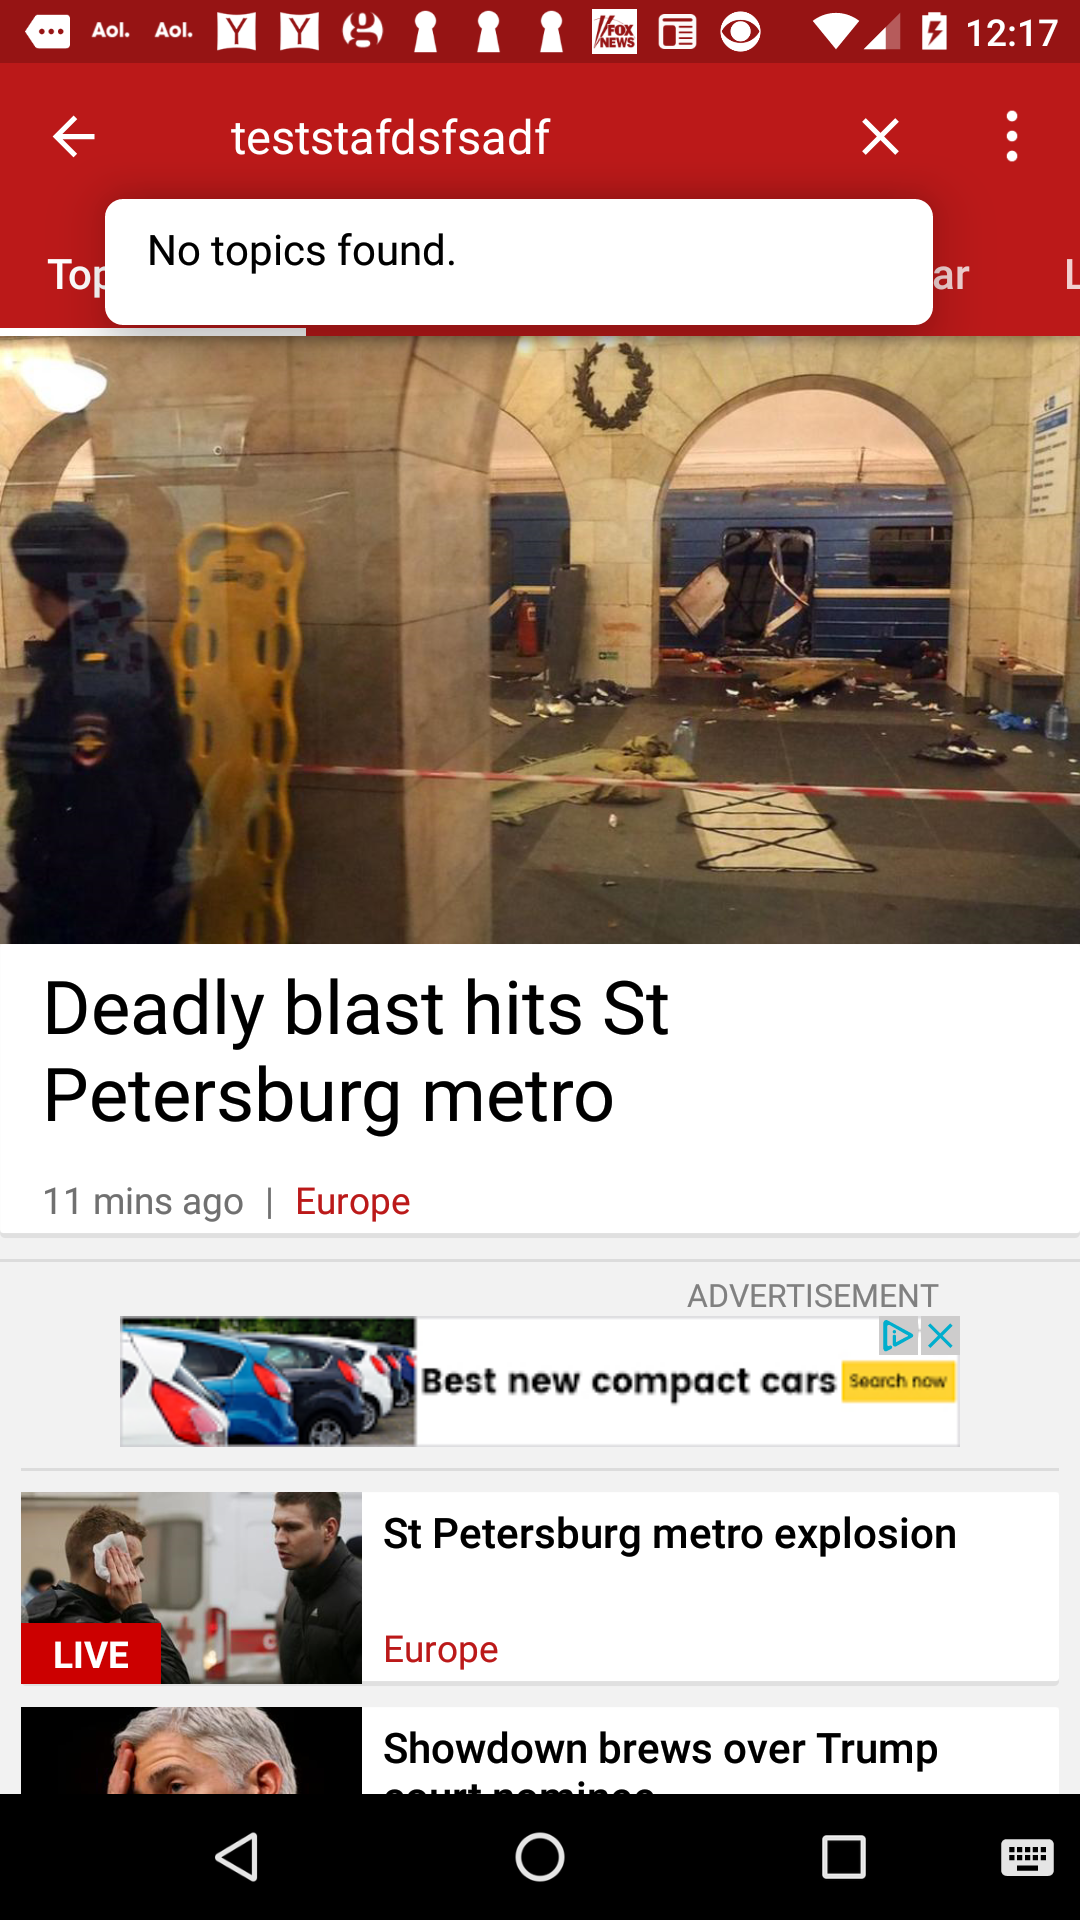 Aol. Aol. Y Y FOX NEWS 12:17
teststafdsfsadf
No topics found.
Top ar L
Deadly blast hits St
Petersburg metro
11 mins ago | Europe
ADVERTISEMENT
Best new compact cars Search now
St Petersburg metro explosion
LIVE
Europe
Showdown brews over Trump
court nominee